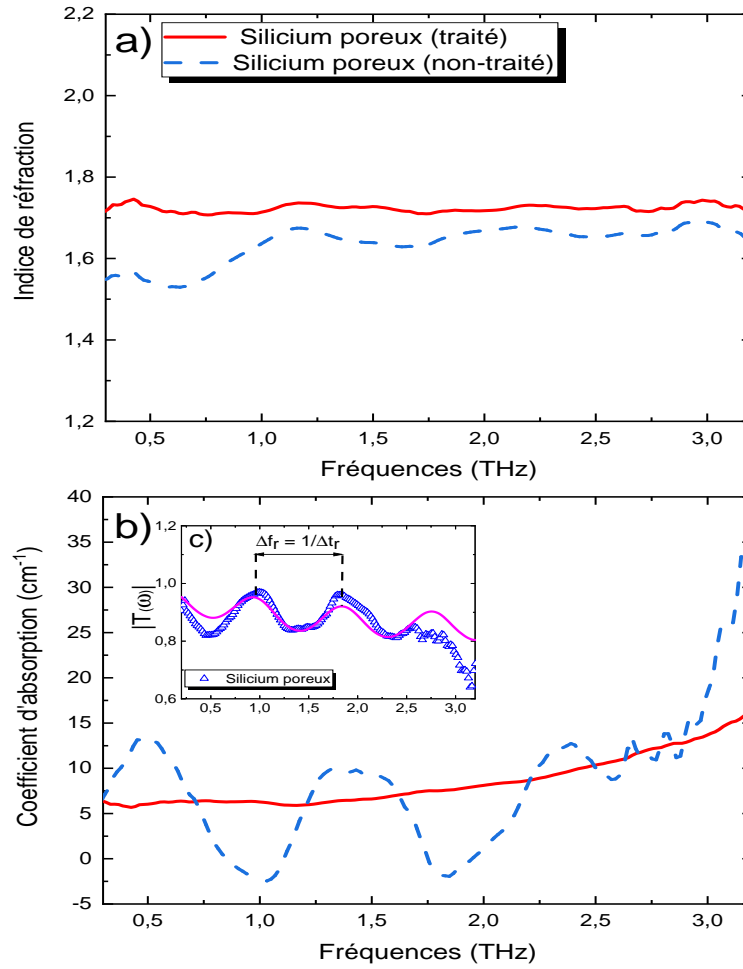 a)
Silicium poreux (traité)
Silicium poreux (non-traité)
2,2
2,0
1,8
1,6
1,4
1,2
Indice de réfraction
0,5 1,0 1,5 2,0 2,5 3,0
Fréquences (THz)
b)
40
35
30
25
20
15
10
5
0
-5
Coefficient d'absorption (cm-1)
c)
Δfr = 1/Δtr
1,2
1,0
0,8
0,6
|T(ω)|
Silicium poreux
0,5 1,0 1,5 2,0 2,5 3,0
0,5 1,0 1,5 2,0 2,5 3,0
Fréquences (THz)